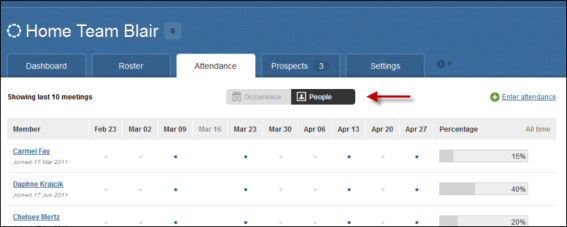 Home Team Blair
Dashboard Roster Attendance Prospects 3 Settings
Showing last 10 meetings Occurence People Enter attendance
Member Feb 23 Mar 02 Mar 09 Mar 16 Mar 23 Mar 30 Apr 06 Apr 13 Apr 20 Apr 27 Percentage All time
Carmel Fay
Joined 17 Mar 2011
15%
Daphne Krajcik
Joined 17 Jun 2011
40%
Chelsey Mertz
20%